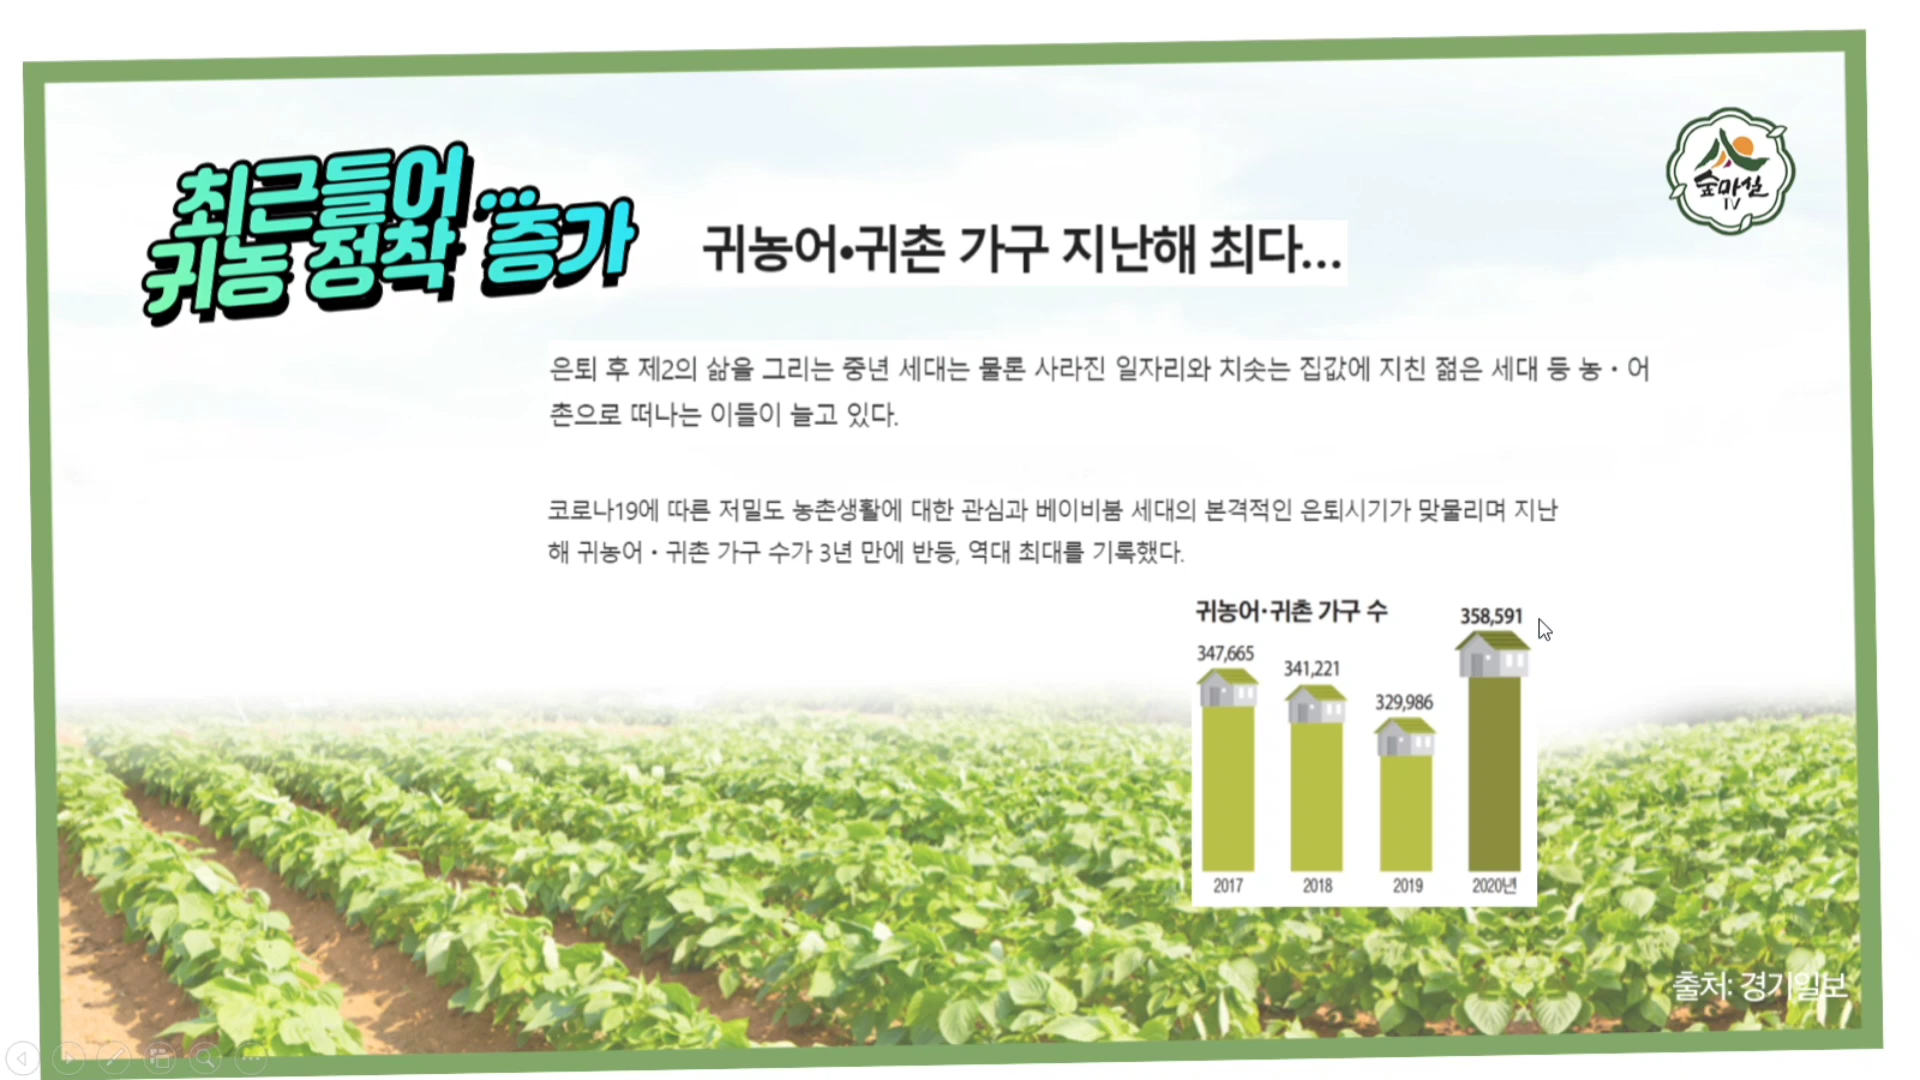 최근들어...
귀농 정착 증가
숲마실
TV
귀농어·귀촌 가구 지난해 최다...
은퇴 후 제2의 삶을 그리는 중년 세대는 물론 사라진 일자리와 치솟는 집값에 지친 젊은 세대 등 농·어
촌으로 떠나는 이들이 늘고 있다.
코로나19에 따른 저밀도 농촌생활에 대한 관심과 베이비붐 세대의 본격적인 은퇴시기가 맞물리며 지난
해 귀농어·귀촌 가구 수가 3년 만에 반등, 역대 최대를 기록했다.
귀농어·귀촌 가구 수
347,665
341,221
329,986
358,591
2017
2018
2019
2020년
출처: 경기일보